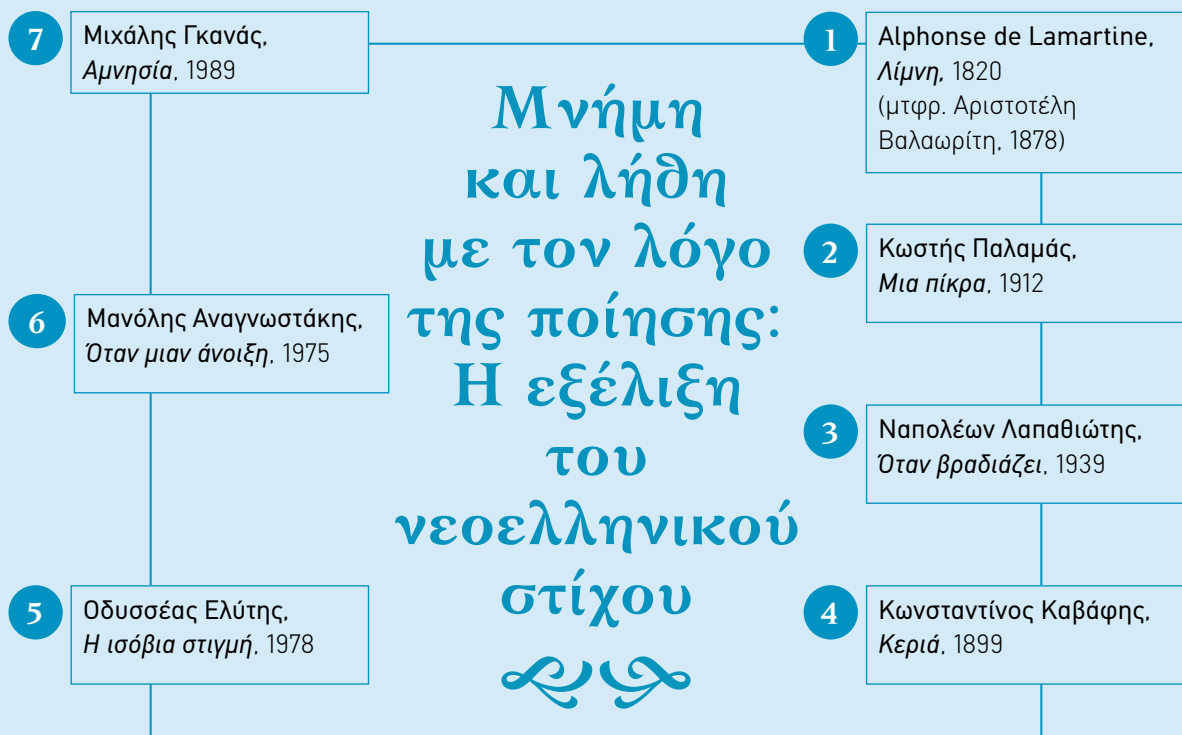 7
Μιχάλης Γκανάς,
Αμνησία, 1989
1
Alphonse de Lamartine,
Λίμνη, 1820
(μτφρ. Αριστοτέλη
Βαλαωρίτη, 1878)
Μνήμη
και λήθη
με τον λόγο
της ποίησης:
Η εξέλιξη
του
νεοελληνικού
στίχου
2
Κωστής Παλαμάς,
Μια πίκρα, 1912
6
Μανόλης Αναγνωστάκης,
Όταν μιαν άνοιξη, 1975
3
Ναπολέων Λαπαθιώτης,
Όταν βραδιάζει, 1939
5
Οδυσσέας Ελύτης,
Η ισόβια στιγμή, 1978
4
Κωνσταντίνος Καβάφης,
Κεριά, 1899